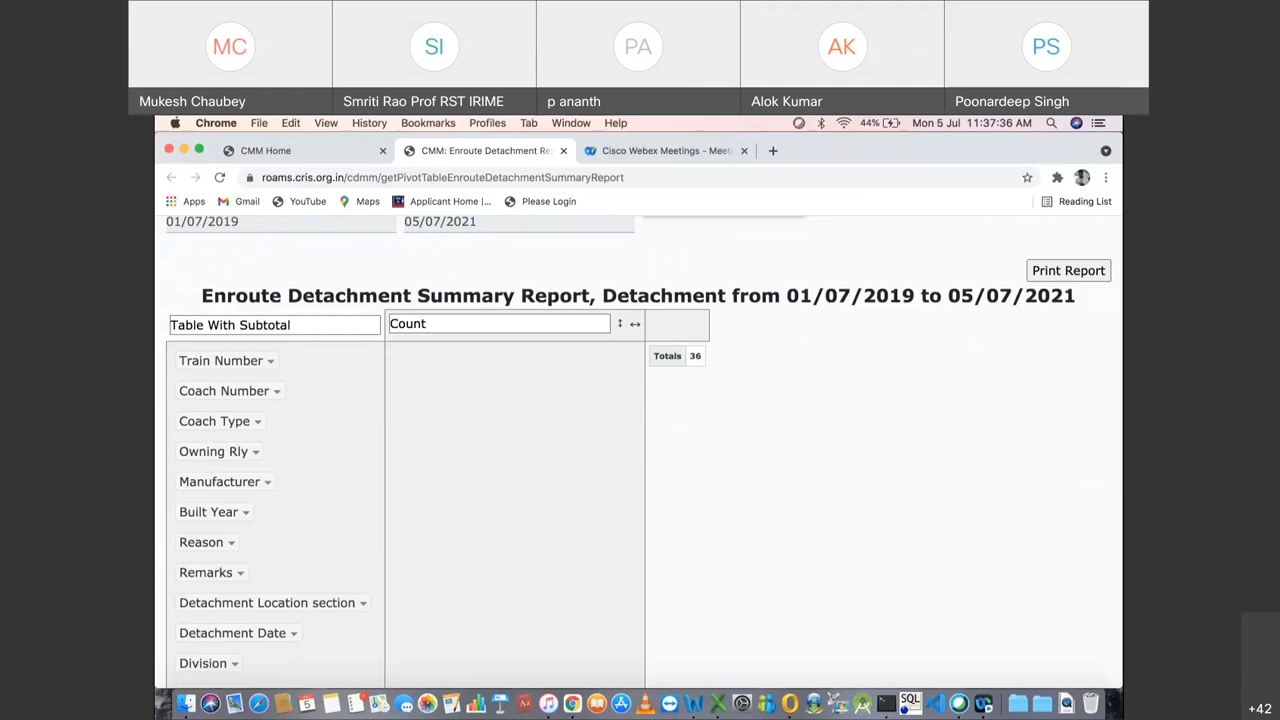 MC
SI
PA
AK
PS
Mukesh Chaubey
Smriti Rao Prof RST IRIME
p ananth
Alok Kumar
Poonardeep Singh
Chrome File Edit View History Bookmarks Profiles Tab Window Help 44% Mon 5 Jul 11:37:36 AM
CMM Home
CMM: Enroute Detachment Re
Cisco Webex Meetings - Meet
roams.cris.org.in/cdmm/getPivotTableEnrouteDetachmentSummaryReport
Apps Gmail YouTube Maps Applicant Home |... Please Login Reading List
01/07/2019 05/07/2021
Print Report
Enroute Detachment Summary Report, Detachment from 01/07/2019 to 05/07/2021
Table With Subtotal
Count
Totals 36
Train Number
Coach Number
Coach Type
Owning Rly
Manufacturer
Built Year
Reason
Remarks
Detachment Location section
Detachment Date
Division
SQL
+42